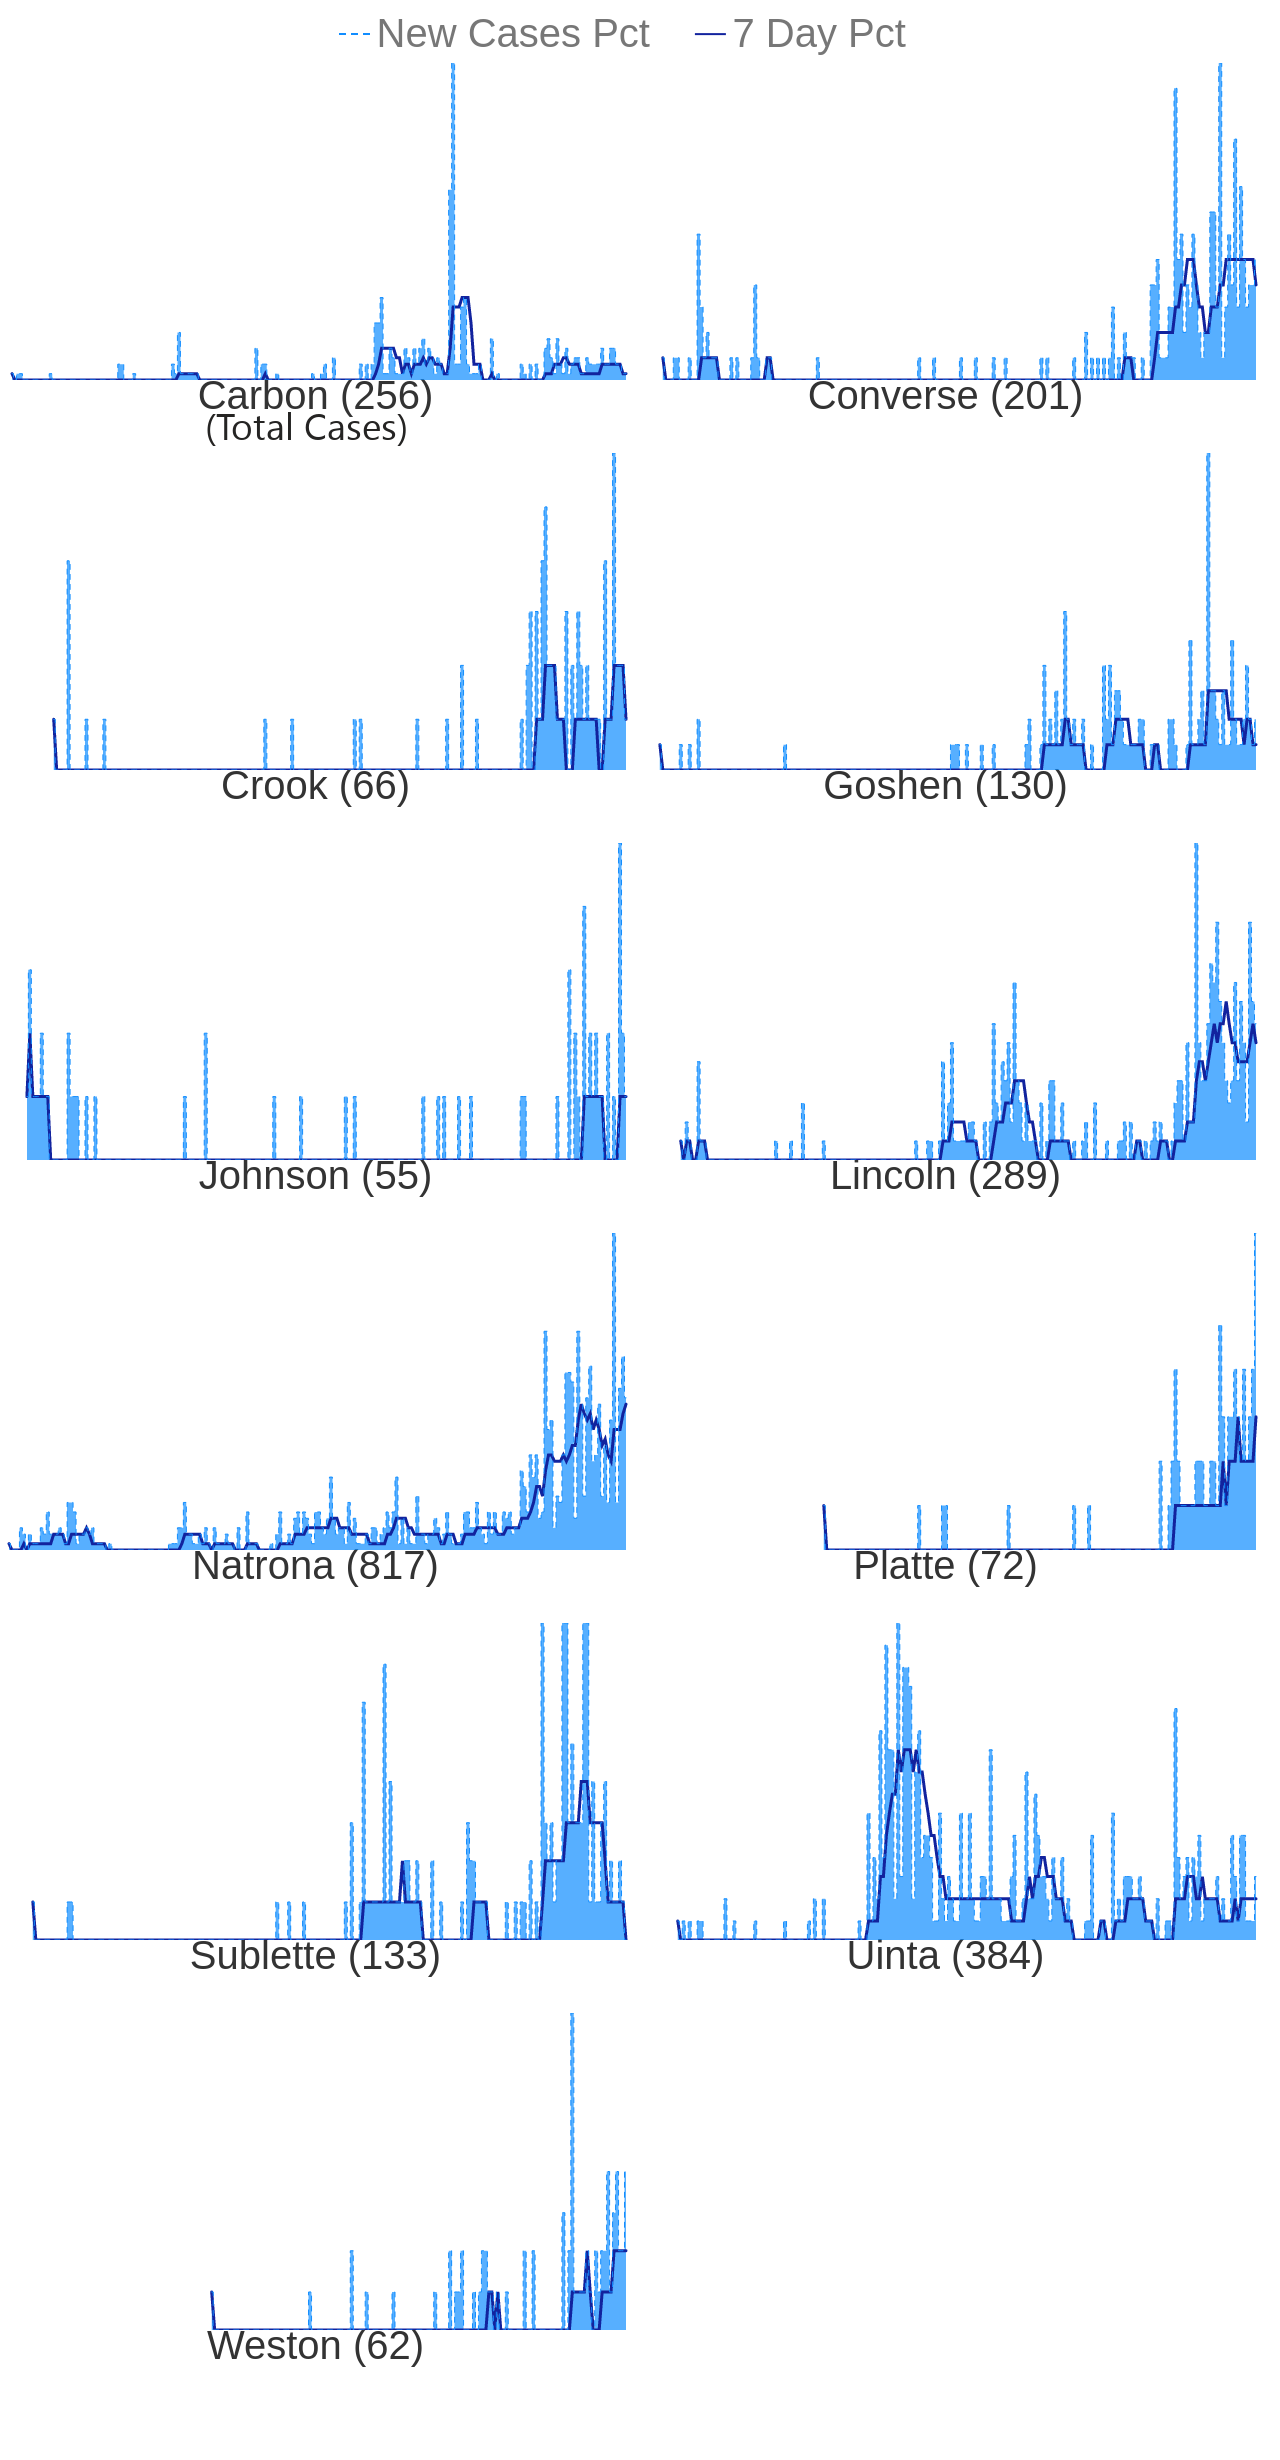 New Cases Pct 7 Day Pct
Carbon (256) Converse (201)
(Total Cases)
Crook (66) Goshen (130)
Johnson (55) Lincoln (289)
Natrona (817) Platte (72)
Sublette (133) Uinta (384)
Weston (62)